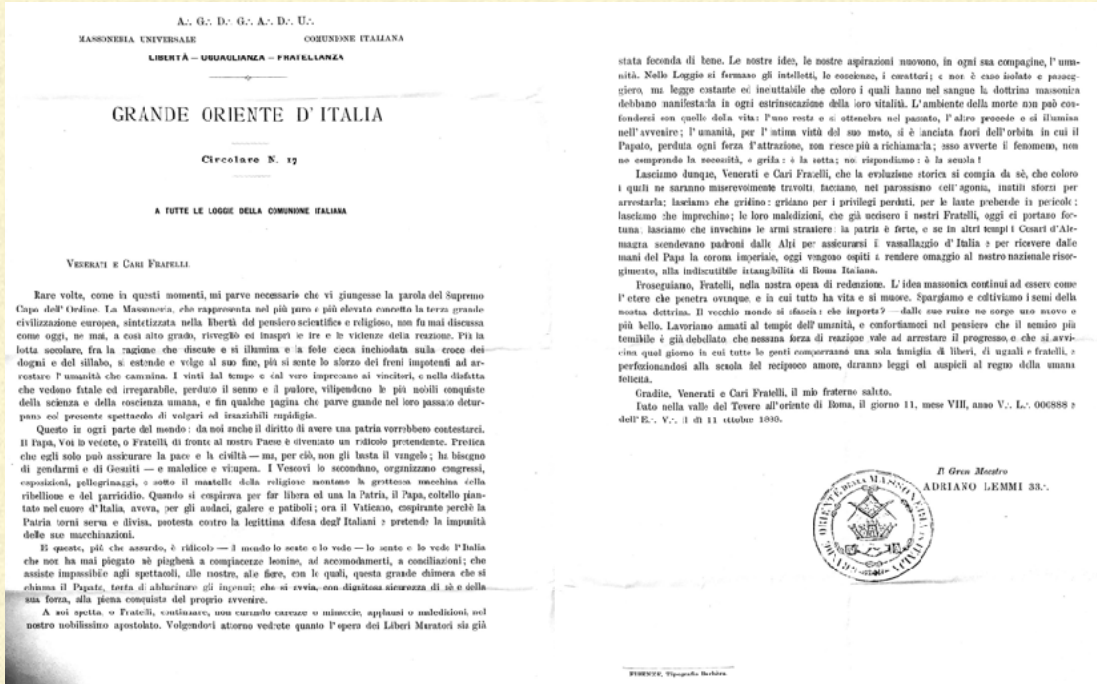 A∴ G∴ D∴ G∴ A∴ D∴ U∴
MASSONERIA UNIVERSALE COMUNIONE ITALIANA
LIBERTÀ — UGUAGLIANZA — FRATELLANZA
GRANDE ORIENTE D'ITALIA
Circolare N. 17
A TUTTE LE LOGGIE DELLA COMUNIONE ITALIANA
VENERATI E CARI FRATELLI
Rare volte, come in questi momenti, mi parve necessario che vi giungesse la parola del Supremo
Capo dell'Ordine. La Massoneria, che rappresenta nel più puro e più elevato concetto la terza grande
civilizzazione europea, sintetizzata nella libertà del pensiero scientifico e religioso, non fu mai discussa
come oggi, ne mai, a così alto grado, risvegliò ed inasprì le ire e le violenze della reazione. Più la
lotta secolare, fra la ragione che discute e si illumina e la fede cieca inchiodata sulla croce dei
dogmi e del sillabo, si estende e volge al suo fine, più si sente lo sforzo dei freni impotenti ad ar-
restare l'umanità che cammina. I vinti dal tempo e dal vero imprecano ai vincitori, e nella disfatta
che vedono fatale ed irreparabile, perduto il senno e il pudore, vilipendono le più nobili conquiste
della scienza e della coscienza umana, e fin qualche pagina che parve grande nel loro passato detur-
pano col presente spettacolo di volgari ed insaziabili cupidigie.
Questo in ogni parte del mondo: da noi anche il diritto di avere una patria vorrebbero contestarci.
Il Papa, Voi lo vedete, o Fratelli, di fronte al nostro Paese è diventato un ridicolo pretendente. Predica
che egli solo può assicurare la pace e la civiltà — ma, per ciò, non gli basta il vangelo; ha bisogno
di gendarmi e di Gesuiti — e maledice e vitupera. I Vescovi lo secondano, organizzano congressi,
esposizioni, pellegrinaggi, e sotto il mantello della religione montano la grottesca macchina della
ribellione e del parricidio. Quando si cospirava per far libera ed una la Patria, il Papa, coltello pian-
tato nel cuore d'Italia, aveva, per gli audaci, galere e patiboli; ora il Vaticano, cospirante perchè la
Patria torni serva e divisa, protesta contro la legittima difesa degl'Italiani e pretende la impunità
delle sue macchinazioni.
E questo, più che assurdo, è ridicolo — il mondo lo sente e lo vede — lo sente e lo vede l'Italia
che non ha mai piegato nè piegherà a compiacenze leonine, ad accomodamenti, a conciliazioni; che
assiste impassibile agli spettacoli, alle mostre, alle fiere, con le quali, questa grande chimera che si
chiama il Papato, tenta di abbacinare gli ingenui; che si avvia, con dignitosa sicurezza di sè e della
sua forza, alla piena conquista del proprio avvenire.
A noi spetta, o Fratelli, continuare, non curando carezze o minaccie, applausi o maledizioni, nel
nostro nobilissimo apostolato. Volgendovi attorno vedrete quanto l'opera dei Liberi Muratori sia già
stata feconda di bene. Le nostre idee, le nostre aspirazioni muovono, in ogni sua compagine, l'uma-
nità. Nelle Loggie si formano gli intelletti, le coscienze, i caratteri; e non è caso isolato e passeg-
giero, ma legge costante ed ineluttabile che coloro i quali hanno nel sangue la dottrina massonica
debbano manifestarla in ogni estrinsecazione della loro vitalità. L'ambiente della morte non può con-
fondersi con quello della vita: l'uno resta e si ottenebra nel passato, l'altro procede e si illumina
nell'avvenire; l'umanità, per l'intima virtù del suo moto, si è lanciata fuori dell'orbita in cui il
Papato, perduta ogni forza d'attrazione, non riesce più a richiamarla; esso avverte il fenomeno, non
ne comprende la necessità, e grida: è la setta; noi rispondiamo: è la scuola!
Lasciamo dunque, Venerati e Cari Fratelli, che la evoluzione storica si compia da sè, che coloro
i quali ne saranno miserevolmente travolti, facciano, nel parossismo dell'agonia, inutili sforzi per
arrestarla; lasciamo che gridino: gridano per i privilegi perduti, per le laute prebende in pericolo:
lasciamo che imprechino; le loro maledizioni, che già uccisero i nostri Fratelli, oggi ci portano for-
tuna: lasciamo che invochino le armi straniere: la patria è forte, e se in altri tempi i Cesari d'Ale-
magna scendevano padroni dalle Alpi per assicurarsi il vassallaggio d'Italia e per ricevere dalle
mani del Papa la corona imperiale, oggi vengono ospiti a rendere omaggio al nostro nazionale risor-
gimento, alla indiscutibile intangibilità di Roma Italiana.
Proseguiamo, Fratelli, nella nostra opera di redenzione. L'idea massonica continui ad essere come
l'etere che penetra ovunque, e in cui tutto ha vita e si muove. Spargiamo e coltiviamo i semi della
nostra dottrina. Il vecchio mondo si sfascia: che importa? — dalle sue ruine ne sorge uno nuovo e
più bello. Lavoriamo armati al tempio dell'umanità, e confortiamoci nel pensiero che il nemico più
temibile è già debellato, che nessuna forza di reazione vale ad arrestare il progresso, e che si avvi-
cina quel giorno in cui tutte le genti comporranno una sola famiglia di liberi, di uguali e fratelli, e
perfezionandosi alla scuola del reciproco amore, daranno leggi ed auspicii al regno della umana
felicità.
Gradite, Venerati e Cari Fratelli, il mio fraterno saluto.
Dato nella valle del Tevere all'oriente di Roma, il giorno 11, mese VIII, anno V∴ L∴ 000888 e
dell'E∴ V∴ il dì 11 ottobre
Il Gran Maestro
ADRIANO LEMMI 33∴
GRANDE ORIENTE DELLA MASSONERIA IN ITALIA
FIRENZE, Tipografia Barbèra.